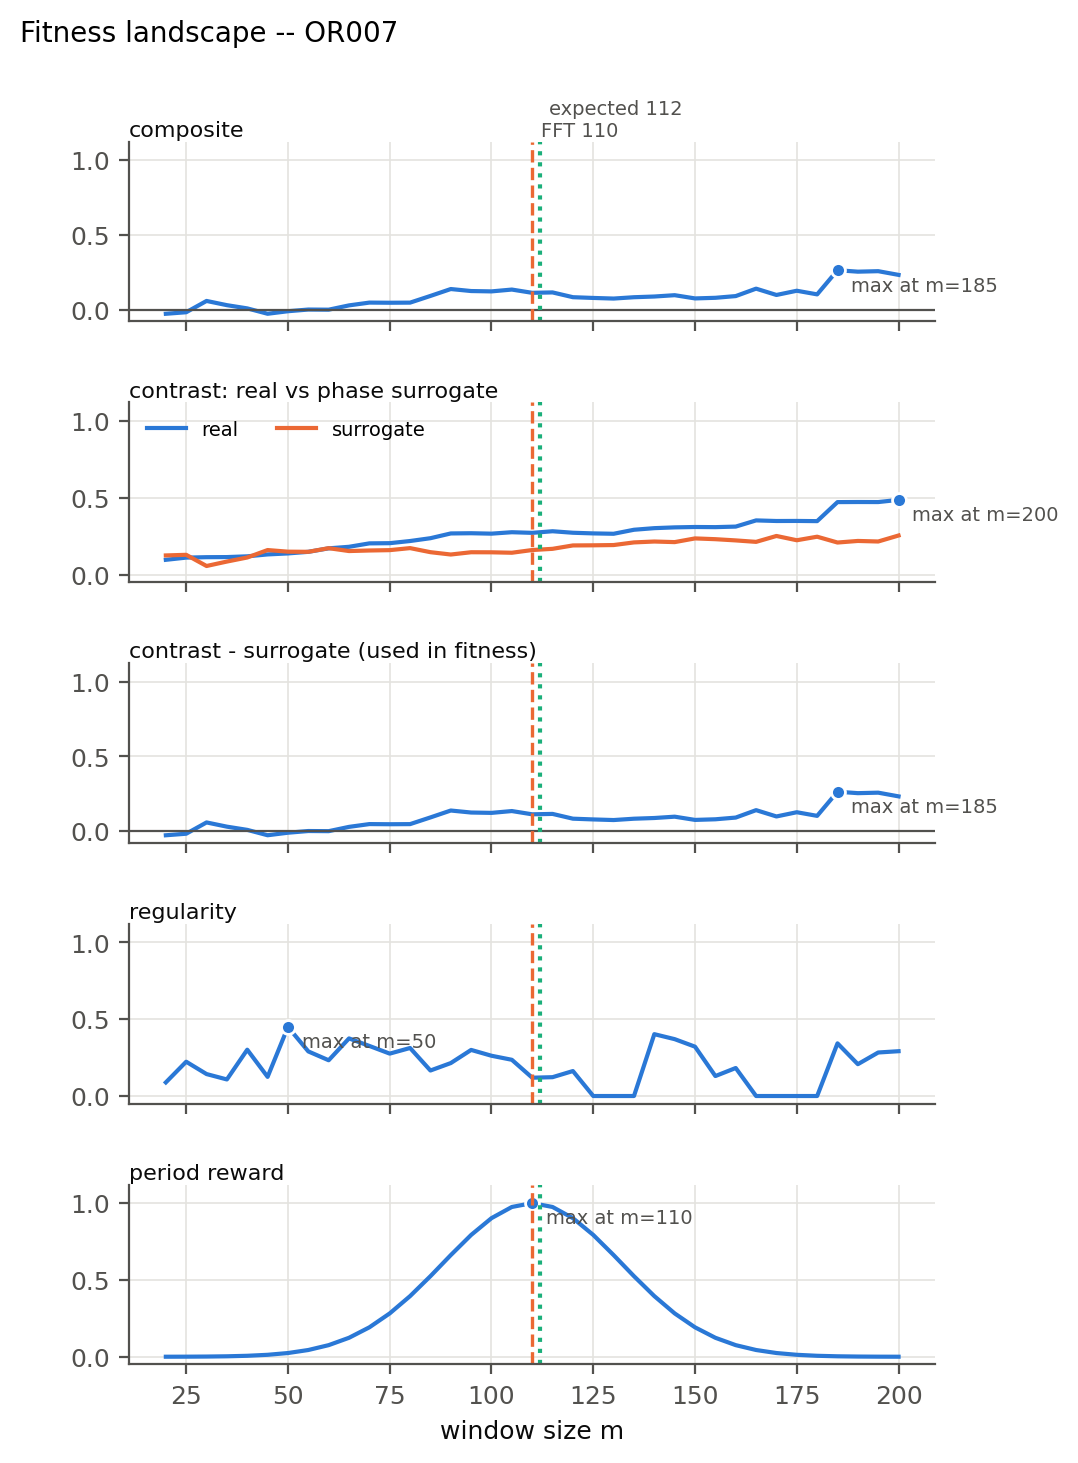 Fitness landscape -- OR007
expected 112
FFT 110
composite
1.0
0.5
0.0
max at m=185
contrast: real vs phase surrogate
1.0
0.5
0.0
real
surrogate
max at m=200
contrast - surrogate (used in fitness)
1.0
0.5
0.0
max at m=185
regularity
1.0
0.5
0.0
max at m=50
period reward
1.0
0.5
0.0
max at m=110
25 50 75 100 125 150 175 200
window size m